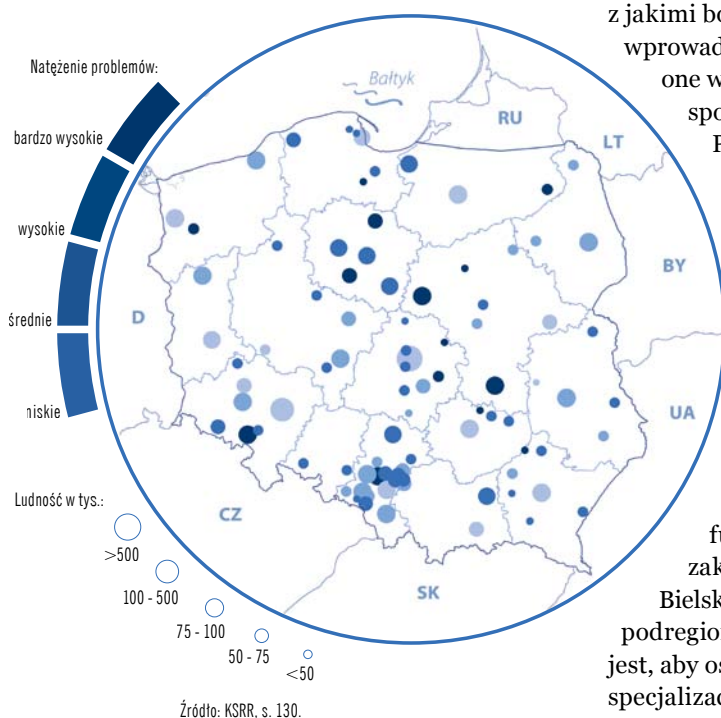 z jakimi bo
wprowad
one w
spo
Natężenie problemów:
bardzo wysokie
wysokie
średnie
niskie
Bałtyk
RU
LT
BY
D
UA
CZ
SK
Ludność w tys.:
>500
100 - 500
75 - 100
50 - 75
<50
fu
zak
Bielsk
podregion
jest, aby os
specjalizac
Źródło: KSRR, s. 130.